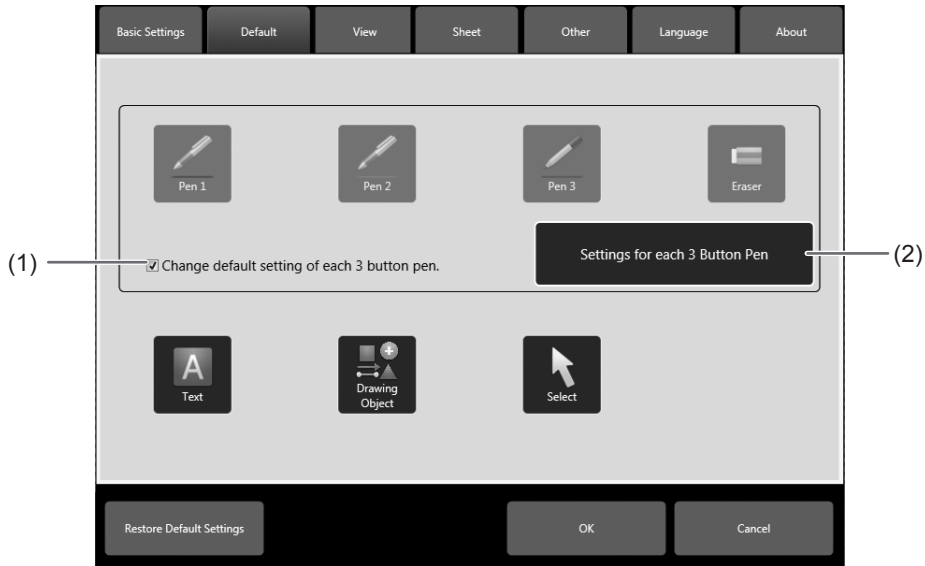 Basic Settings
Default
View
Sheet
Other
Language
About
Pen 1
Pen 2
Pen 3
Eraser
(1)
Change default setting of each 3 button pen.
Settings for each 3 Button Pen
(2)
A
Text
Drawing
Object
Select
Restore Default Settings
OK
Cancel